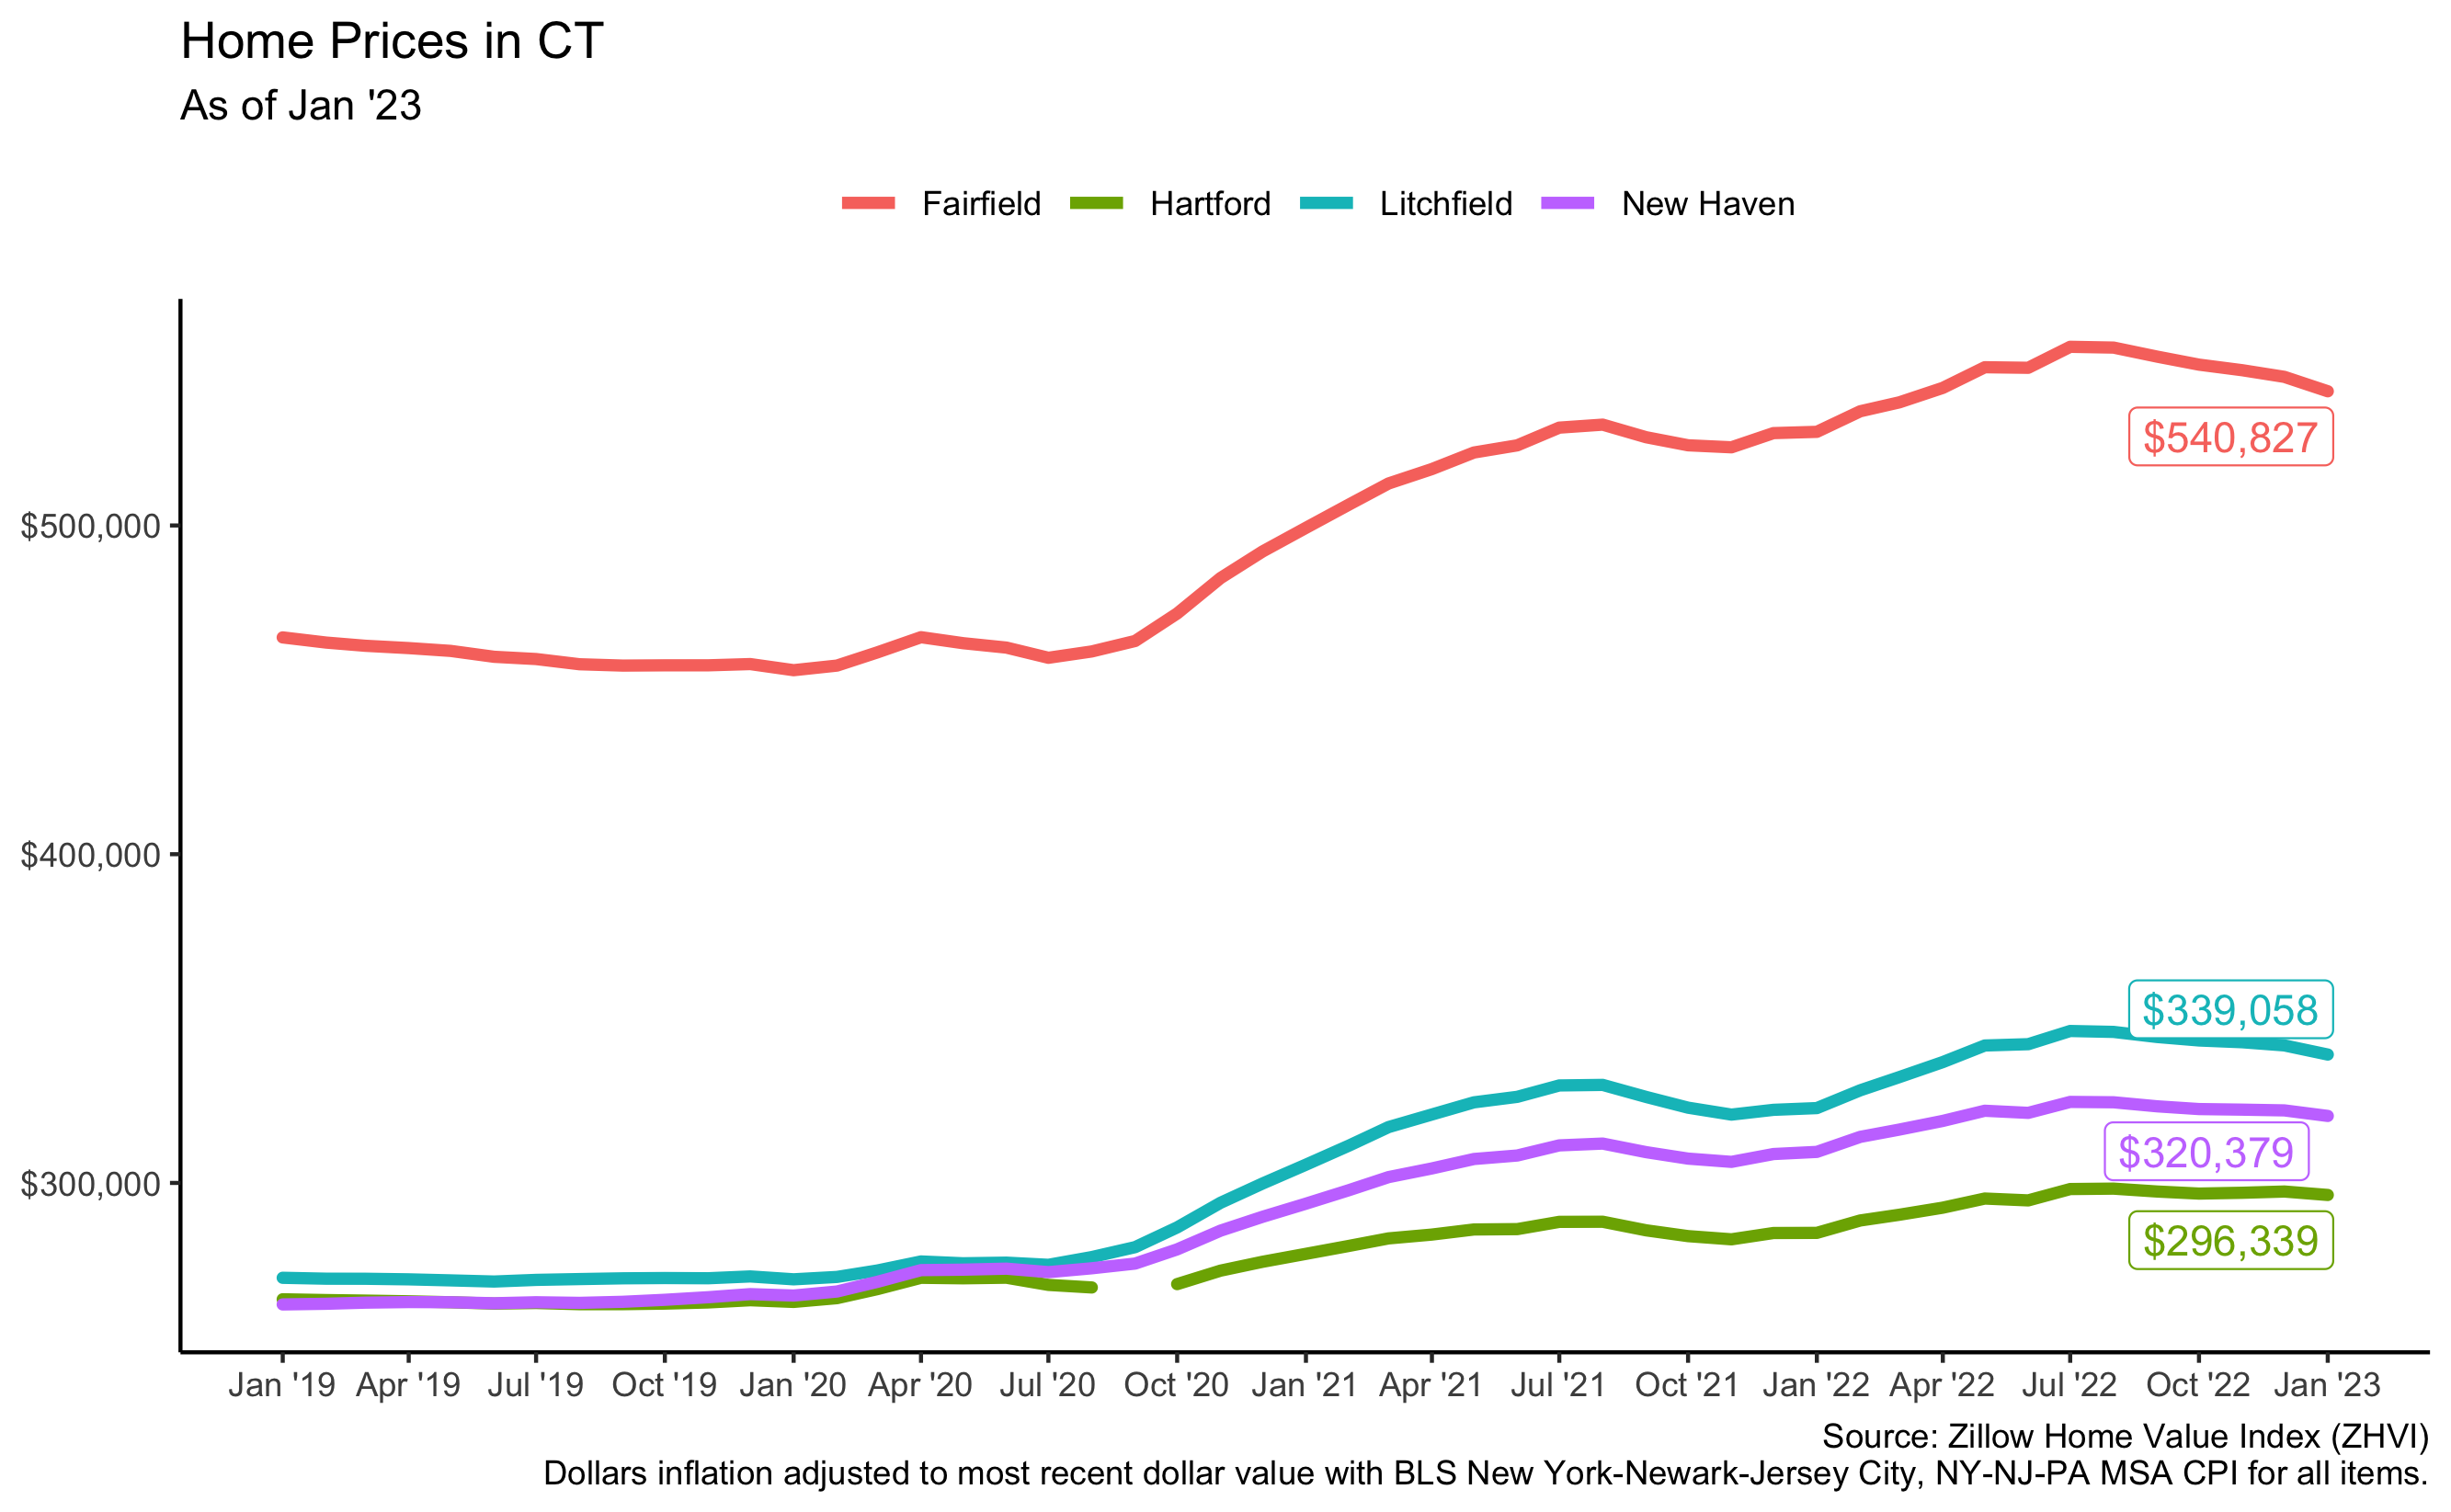 Home Prices in CT
As of Jan '23
Fairfield Hartford Litchfield New Haven
$500,000
$400,000
$300,000
$540,827
$339,058
$320,379
$296,339
Jan '19 Apr '19 Jul '19 Oct '19 Jan '20 Apr '20 Jul '20 Oct '20 Jan '21 Apr '21 Jul '21 Oct '21 Jan '22 Apr '22 Jul '22 Oct '22 Jan '23
Source: Zillow Home Value Index (ZHVI)
Dollars inflation adjusted to most recent dollar value with BLS New York-Newark-Jersey City, NY-NJ-PA MSA CPI for all items.